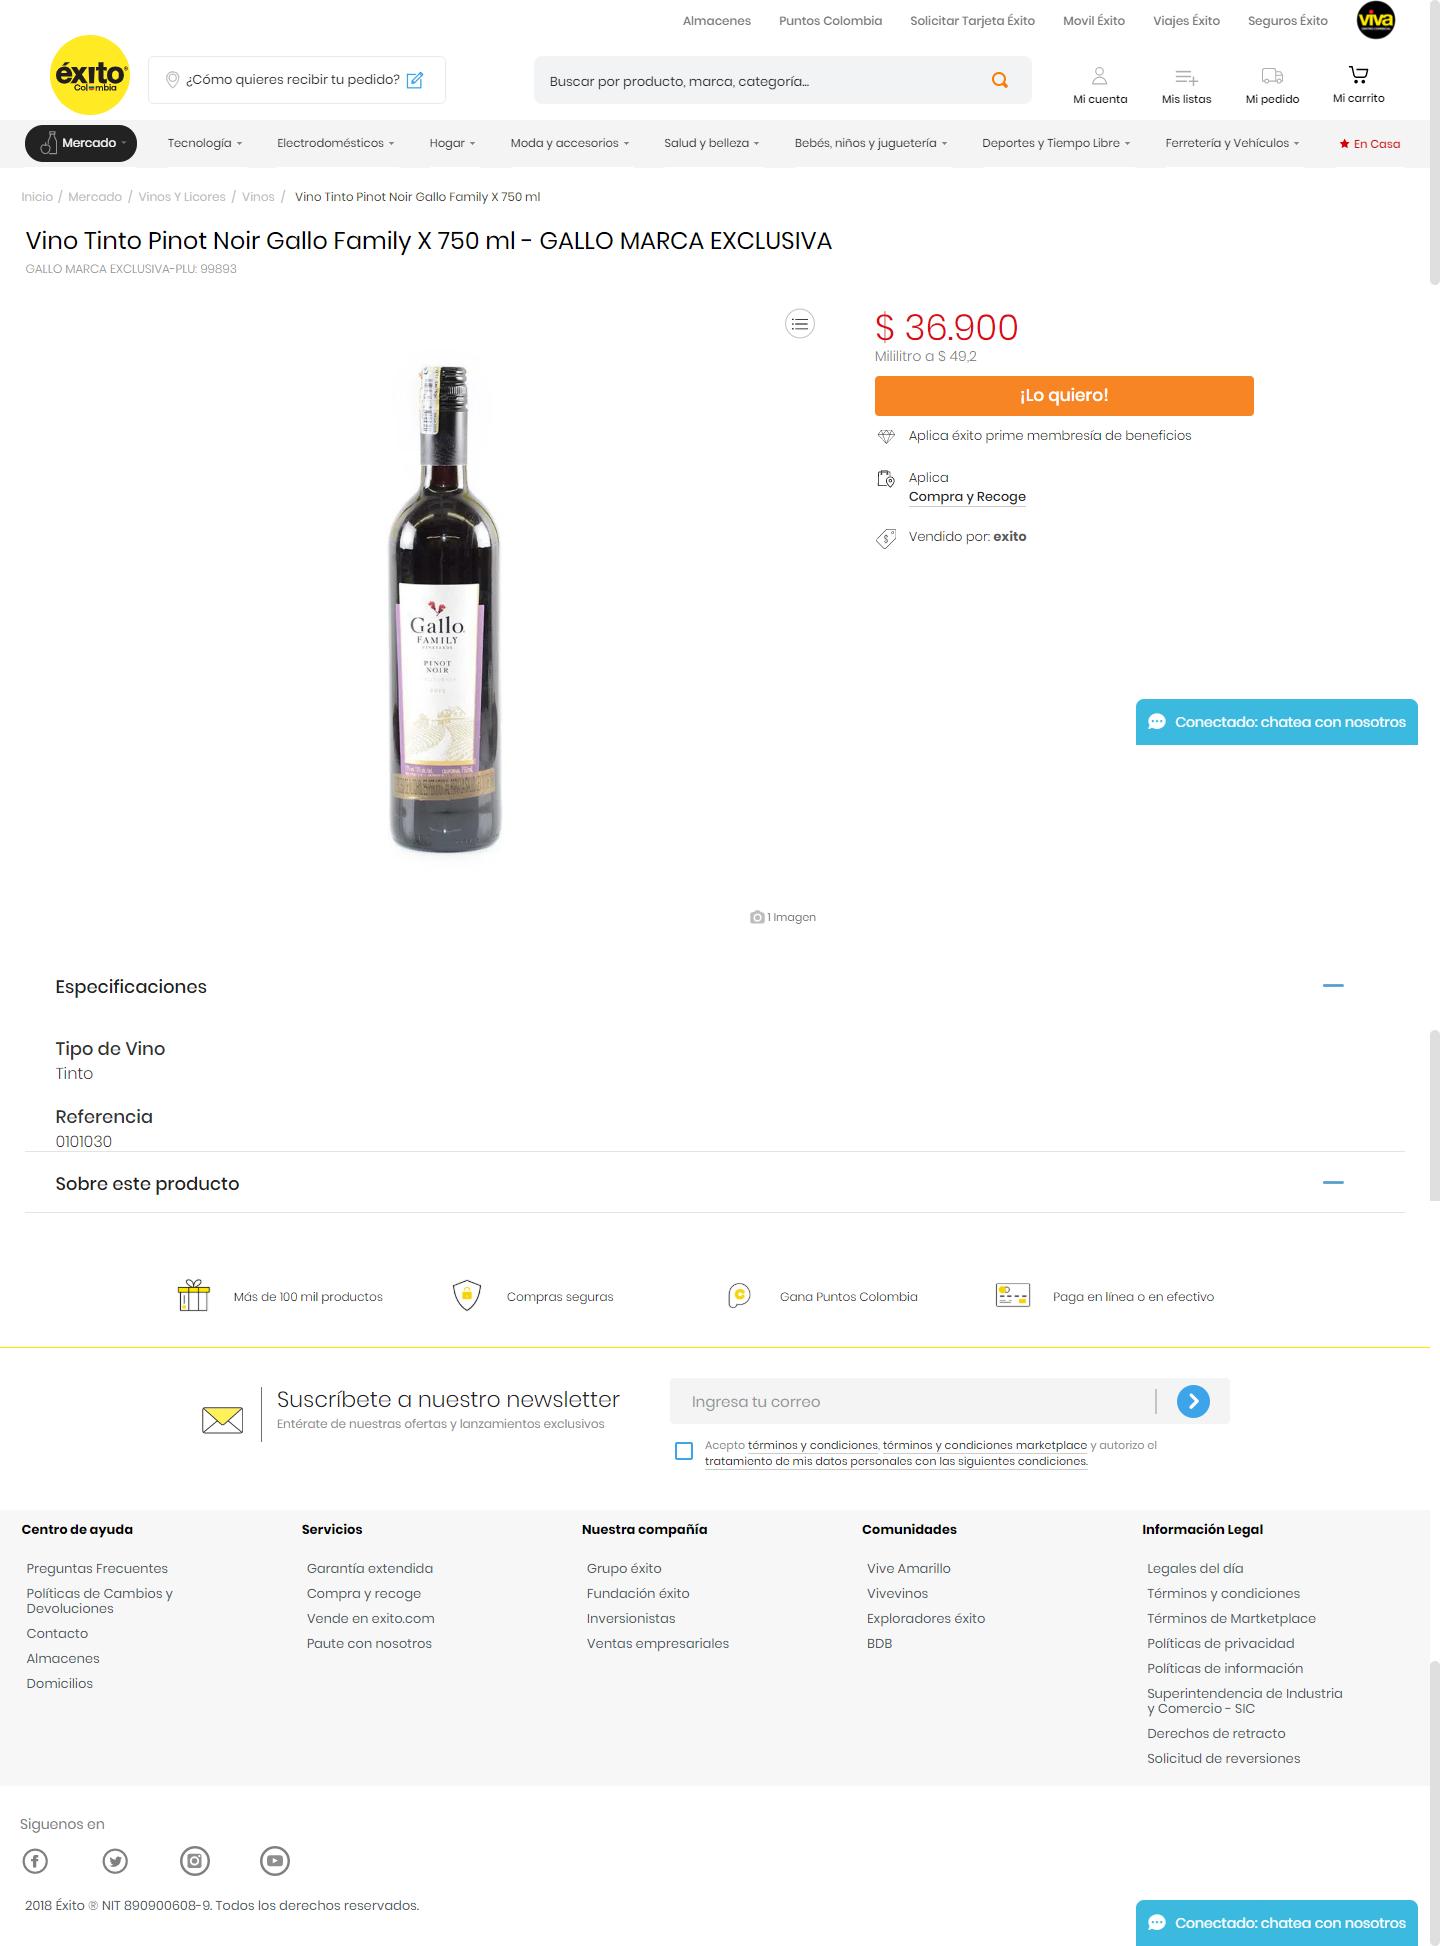 Almacenes Puntos Colombia Solicitar Tarjeta Éxito Movil Éxito Viajes Éxito Seguros Éxito viva
éxito
Colombia
¿Cómo quieres recibir tu pedido?
Buscar por producto, marca, categoría...
Mi cuenta Mis listas Mi pedido Mi carrito
Mercado Tecnología Electrodomésticos Hogar Moda y accesorios Salud y belleza Bebés, niños y juguetería Deportes y Tiempo Libre Ferretería y Vehículos En Casa
Inicio / Mercado / Vinos Y Licores / Vinos / Vino Tinto Pinot Noir Gallo Family X 750 ml
Vino Tinto Pinot Noir Gallo Family X 750 ml - GALLO MARCA EXCLUSIVA
GALLO MARCA EXCLUSIVA-PLU: 99893
$ 36.900
Mililitro a $ 49,2
¡Lo quiero!
Aplica éxito prime membresía de beneficios
Aplica
Compra y Recoge
Vendido por: exito
Gallo
FAMILY
VINEYARDS
PINOT
NOIR
Conectado: chatea con nosotros
1 Imagen
Especificaciones
Tipo de Vino
Tinto
Referencia
0101030
Sobre este producto
Más de 100 mil productos Compras seguras Gana Puntos Colombia Paga en línea o en efectivo
Suscríbete a nuestro newsletter
Entérate de nuestras ofertas y lanzamientos exclusivos
Ingresa tu correo
Acepto términos y condiciones, términos y condiciones marketplace y autorizo el
tratamiento de mis datos personales con las siguientes condiciones.
Centro de ayuda
Preguntas Frecuentes
Políticas de Cambios y
Devoluciones
Contacto
Almacenes
Domicilios
Servicios
Garantía extendida
Compra y recoge
Vende en exito.com
Paute con nosotros
Nuestra compañía
Grupo éxito
Fundación éxito
Inversionistas
Ventas empresariales
Comunidades
Vive Amarillo
Vivevinos
Exploradores éxito
BDB
Información Legal
Legales del día
Términos y condiciones
Términos de Martketplace
Políticas de privacidad
Políticas de información
Superintendencia de Industria
y Comercio - SIC
Derechos de retracto
Solicitud de reversiones
Siguenos en
2018 Éxito ® NIT 890900608-9. Todos los derechos reservados.
Conectado: chatea con nosotros